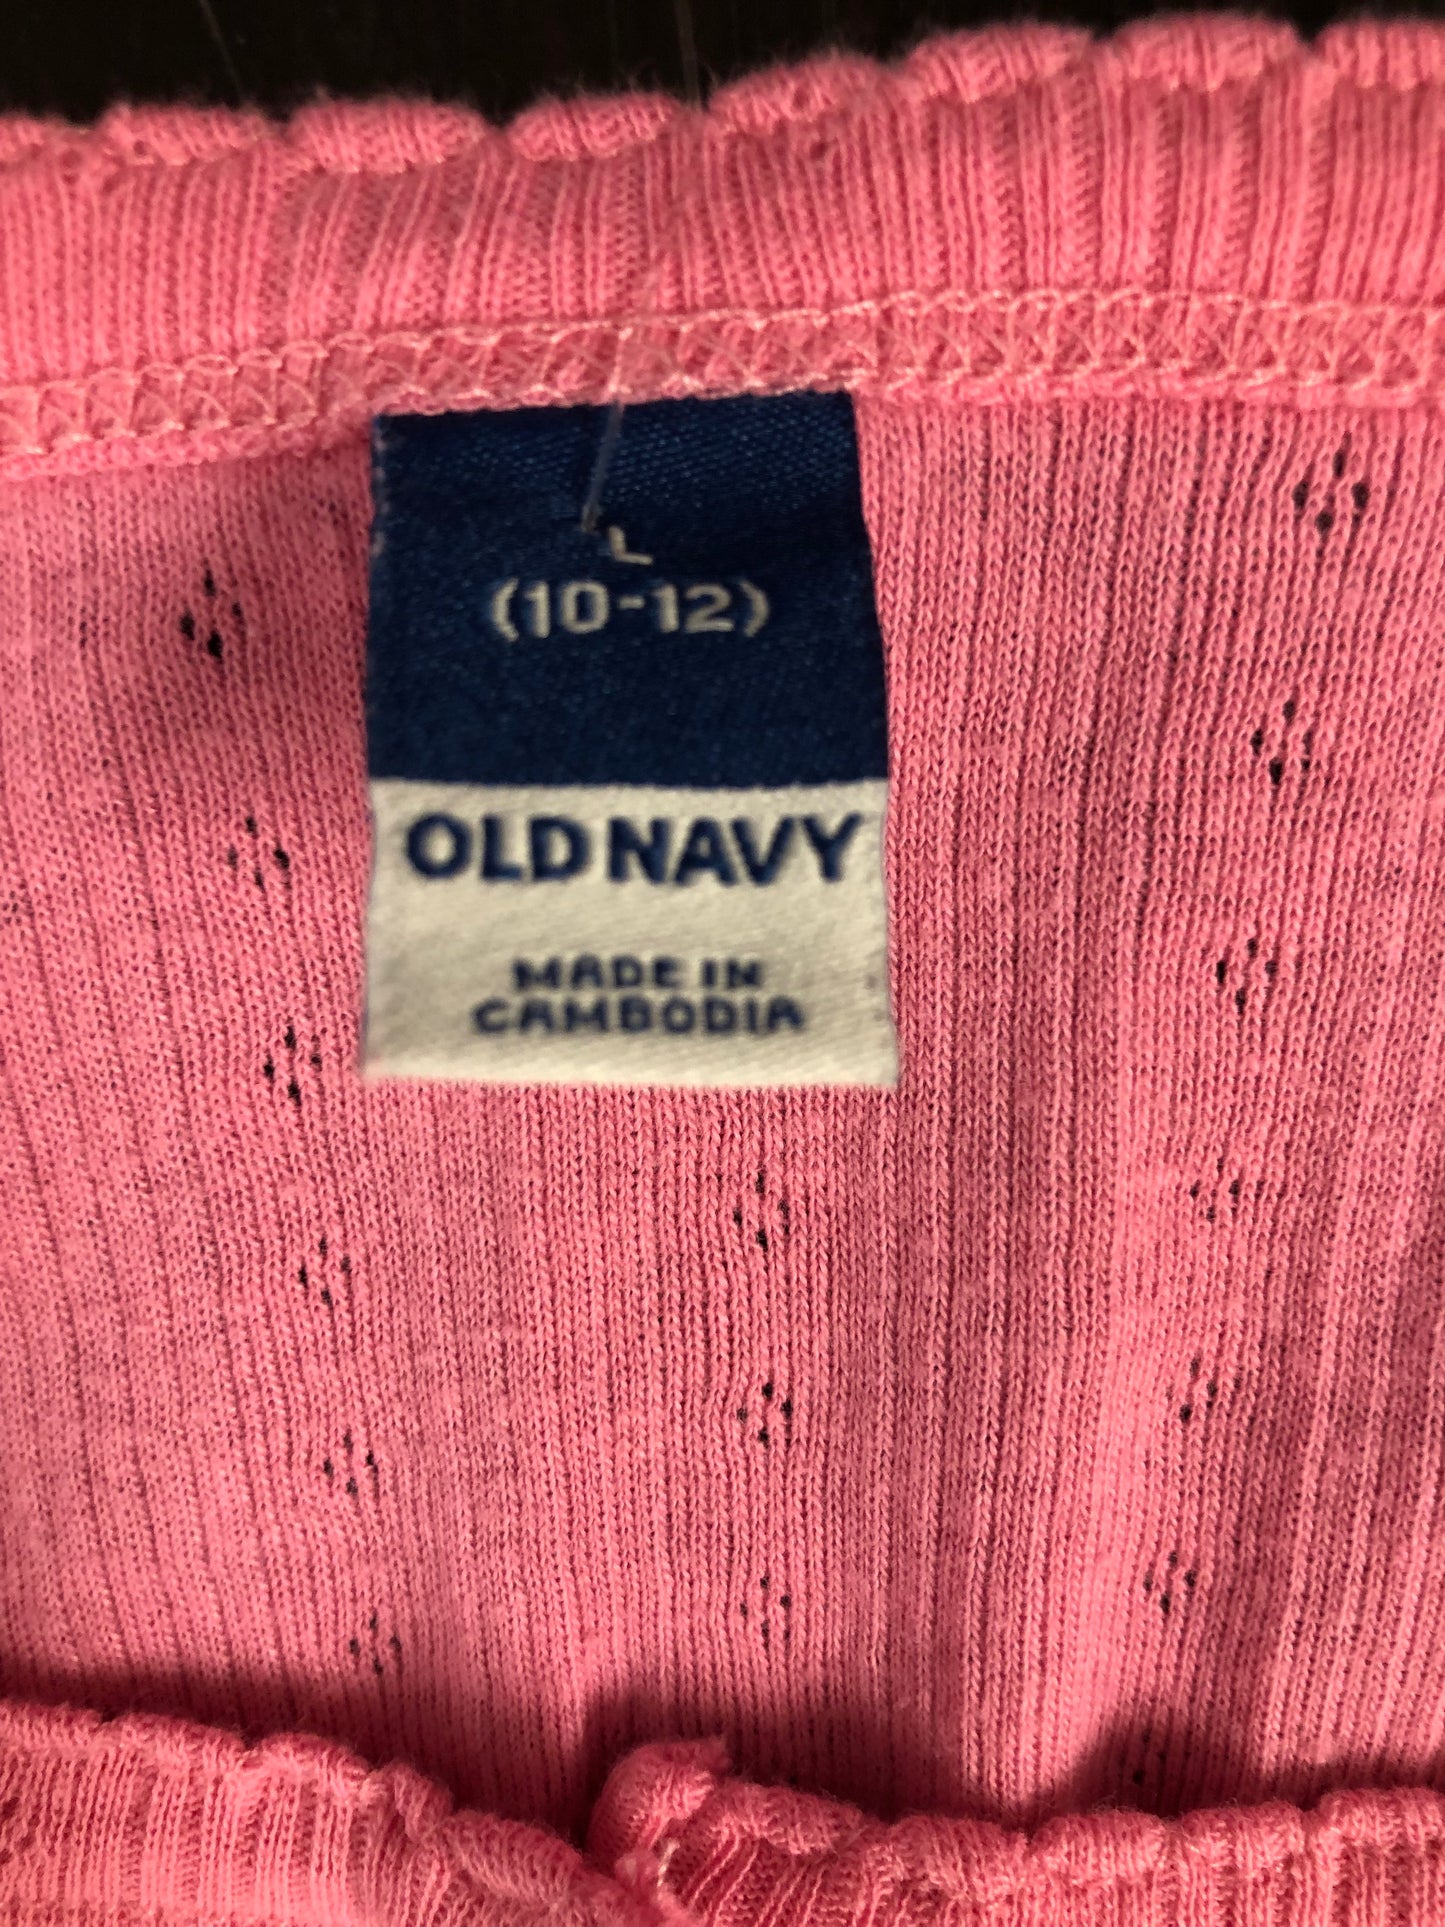 L
(10-12)
OLD NAVY
MADE IN
CAMBODIA